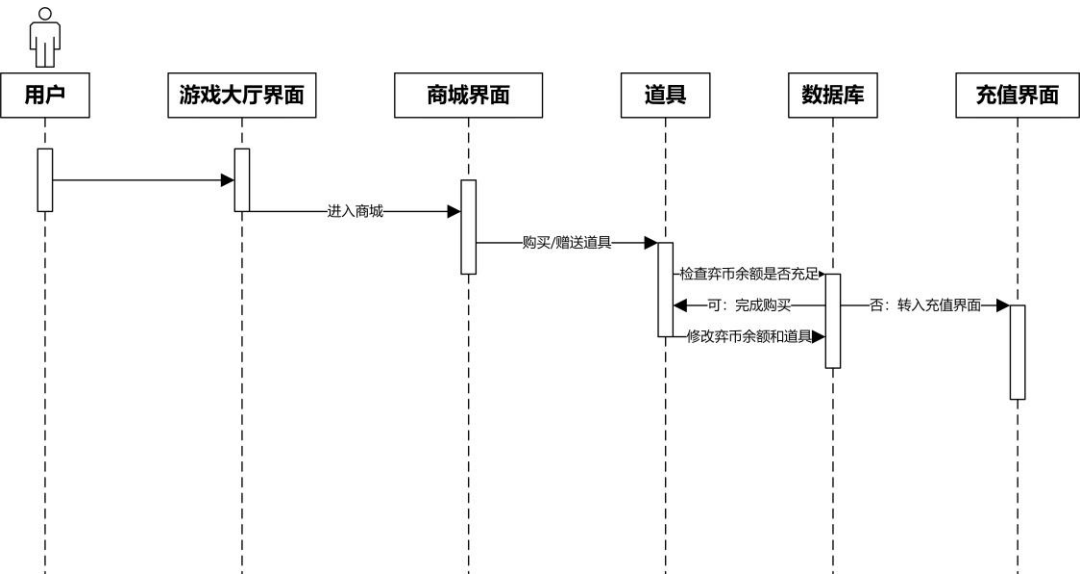 用户
游戏大厅界面
商城界面
道具
数据库
充值界面
进入商城
购买/赠送道具
检查弈币余额是否充足
可：完成购买
否：转入充值界面
修改弈币余额和道具